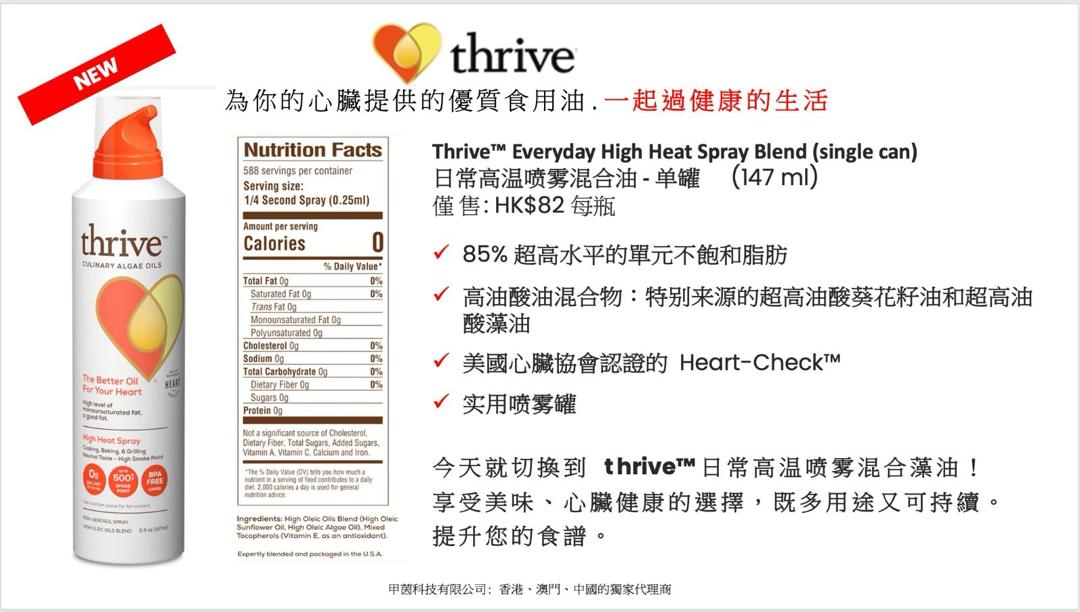 NEW
thrive
為你的心臟提供的優質食用油.一起過健康的生活
thrive™
CULINARY ALGAE OILS
The Better Oil
For Your Heart
High level of
monounsaturated fat,
a good fat.
HEART
High Heat Spray
Cooking, Baking, & Grilling
Neutral Taste – High Smoke Point
0g
500°
SMOKE
POINT
BPA
FREE
LINING
See nutrition panel for fat content.
NON-AEROSOL SPRAY
HIGH OLEIC OILS BLEND 5 fl oz (147ml)
Nutrition Facts
588 servings per container
Serving size:
1/4 Second Spray (0.25ml)
Amount per serving
Calories 0
% Daily Value*
Total Fat 0g 0%
Saturated Fat 0g 0%
Trans Fat 0g
Monounsaturated Fat 0g
Polyunsaturated 0g
Cholesterol 0g 0%
Sodium 0g 0%
Total Carbohydrate 0g 0%
Dietary Fiber 0g 0%
Sugars 0g
Protein 0g
Not a significant source of Cholesterol,
Dietary Fiber, Total Sugars, Added Sugars,
Vitamin A, Vitamin C, Calcium and Iron.
*The % Daily Value (DV) tells you how much a
nutrient in a serving of food contributes to a daily
diet. 2,000 calories a day is used for general
nutrition advice.
Ingredients: High Oleic Oils Blend (High Oleic
Sunflower Oil, High Oleic Algae Oil), Mixed
Tocopherols (Vitamin E, as an antioxidant).
Expertly blended and packaged in the U.S.A.
Thrive™ Everyday High Heat Spray Blend (single can)
日常高温喷雾混合油 - 单罐 (147 ml)
僅售: HK$82 每瓶
✓ 85% 超高水平的單元不飽和脂肪
✓ 高油酸油混合物：特别来源的超高油酸葵花籽油和超高油
酸藻油
✓ 美國心臟協會認證的 Heart-Check™
✓ 实用喷雾罐
今天就切換到 thrive™ 日常高温喷雾混合藻油！
享受美味、心臟健康的選擇，既多用途又可持續。
提升您的食譜。
甲茵科技有限公司: 香港、澳門、中國的獨家代理商